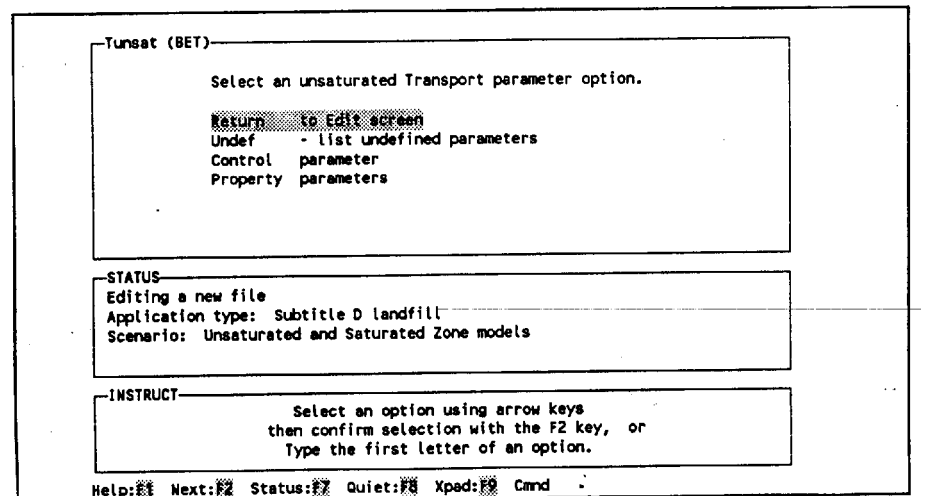 Tunsat (BET)
Select an unsaturated Transport parameter option.
Return to Edit screen
Undef - list undefined parameters
Control parameter
Property parameters
STATUS
Editing a new file
Application type: Subtitle D landfill
Scenario: Unsaturated and Saturated Zone models
INSTRUCT
Select an option using arrow keys
then confirm selection with the F2 key, or
Type the first letter of an option.
Help:F1 Next:F2 Status:F7 Quiet:F8 Xpad:F9 Cmnd